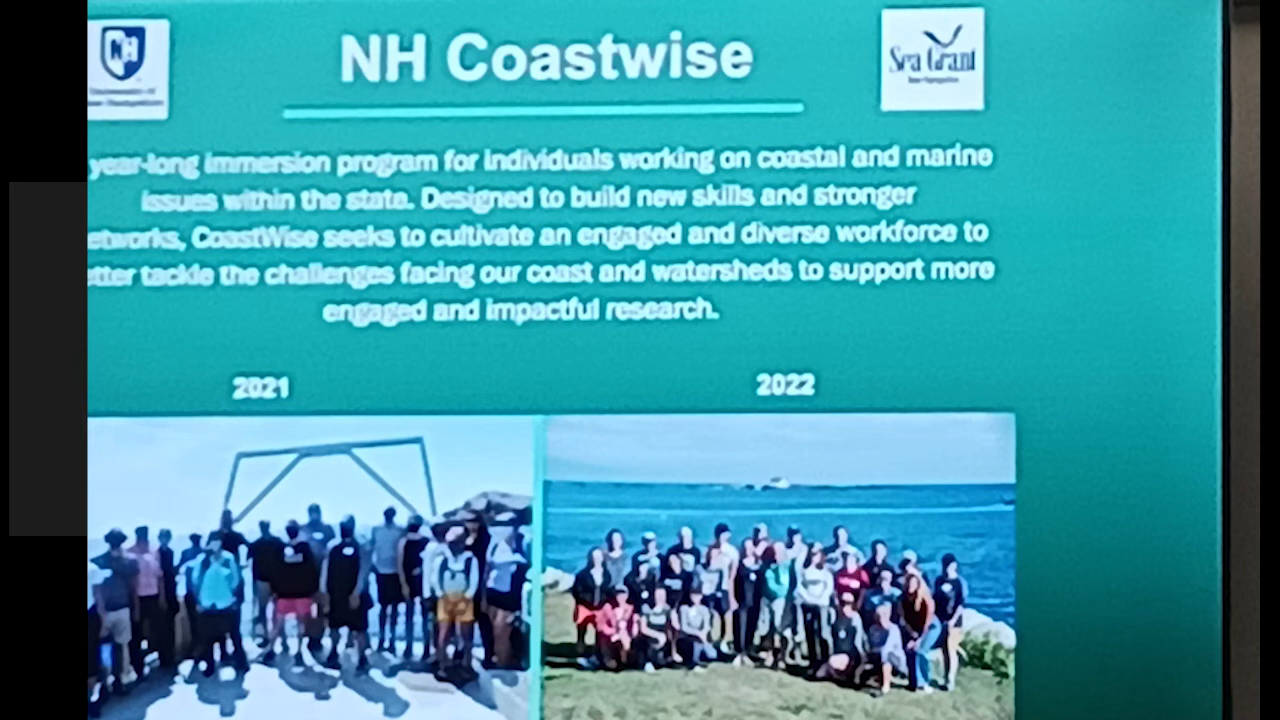 NH
NH Coastwise
Sea Grant
year-long immersion program for individuals working on coastal and marine
issues within the state. Designed to build new skills and stronger
etworks, CoastWise seeks to cultivate an engaged and diverse workforce to
etter tackle the challenges facing our coast and watersheds to support more
engaged and impactful research.
2021
2022